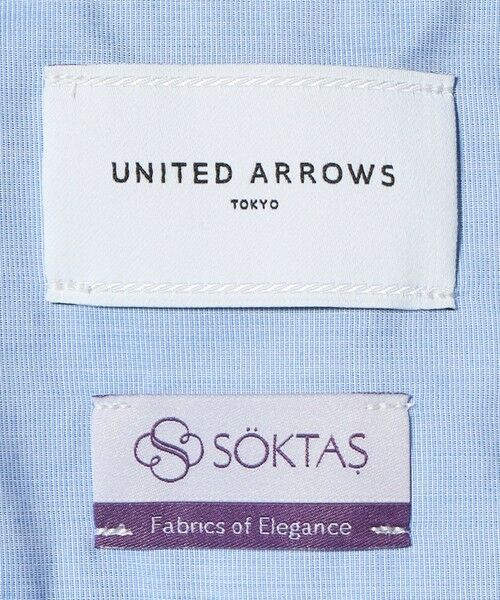 UNITED ARROWS
TOKYO
SÖKTAŞ
Fabrics of Elegance